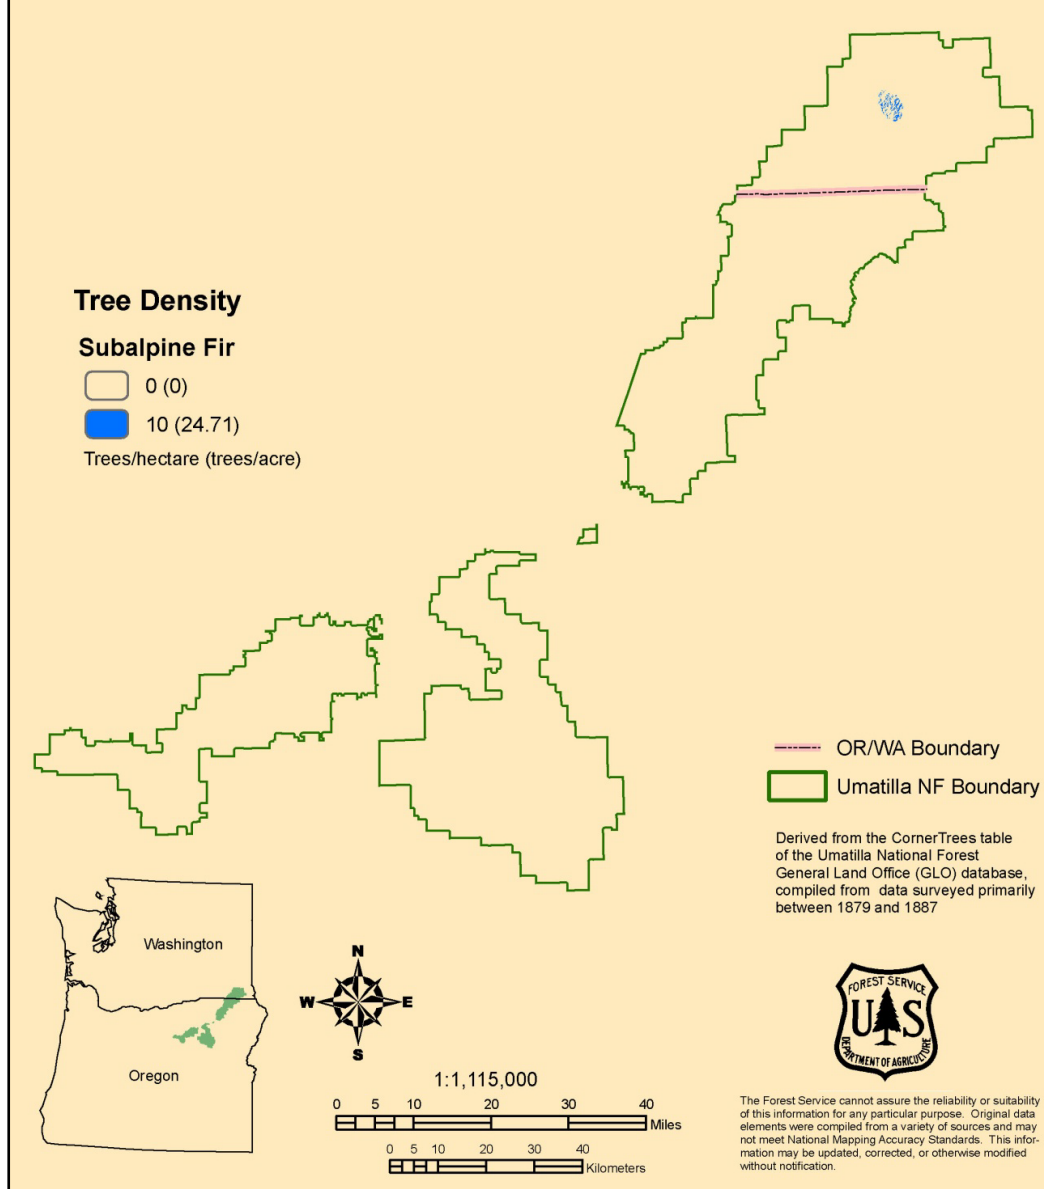 Tree Density
Subalpine Fir
0 (0)
10 (24.71)
Trees/hectare (trees/acre)
OR/WA Boundary
Umatilla NF Boundary
Derived from the CornerTrees table
of the Umatilla National Forest
General Land Office (GLO) database,
compiled from data surveyed primarily
between 1879 and 1887
Washington
Oregon
N
W E
S
FOREST SERVICE
U S
DEPARTMENT OF AGRICULTURE
1:1,115,000
0 5 10 20 30 40
Miles
0 5 10 20 30 40
Kilometers
The Forest Service cannot assure the reliability or suitability
of this information for any particular purpose. Original data
elements were compiled from a variety of sources and may
not meet National Mapping Accuracy Standards. This infor-
mation may be updated, corrected, or otherwise modified
without notification.